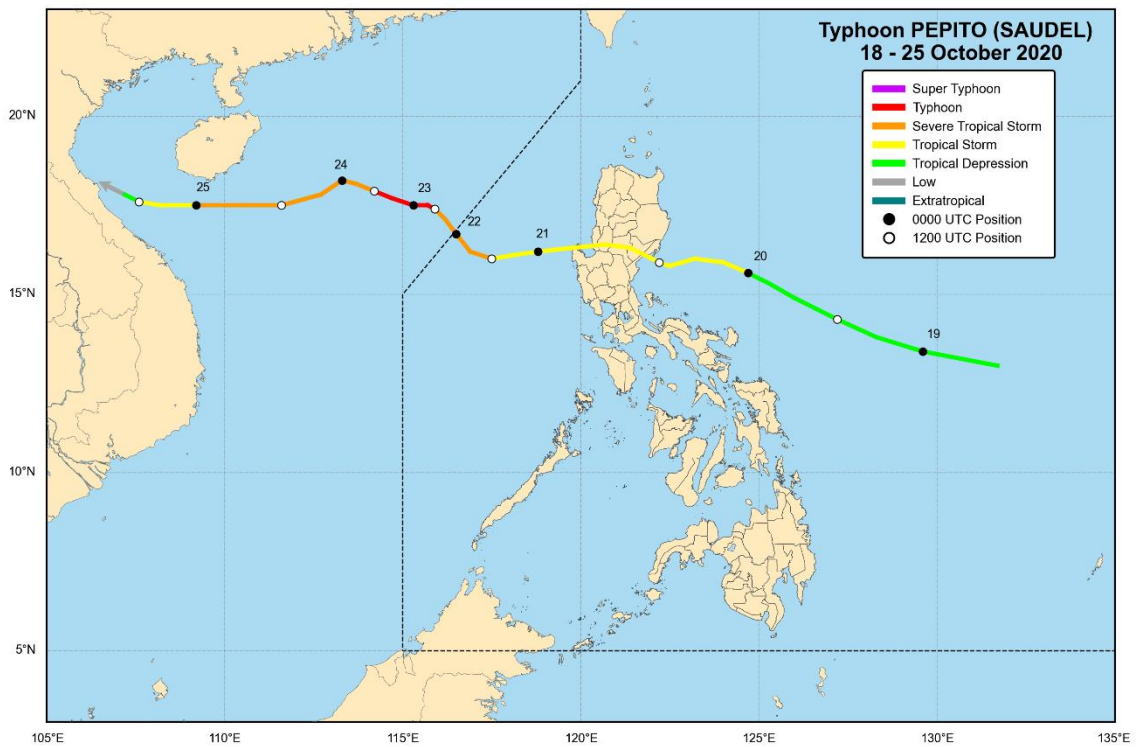 Typhoon PEPITO (SAUDEL)
18 - 25 October 2020
Super Typhoon
Typhoon
Severe Tropical Storm
Tropical Storm
Tropical Depression
Low
Extratropical
0000 UTC Position
1200 UTC Position
20°N
15°N
10°N
5°N
25
24
23
22
21
20
19
105°E
110°E
115°E
120°E
125°E
130°E
135°E